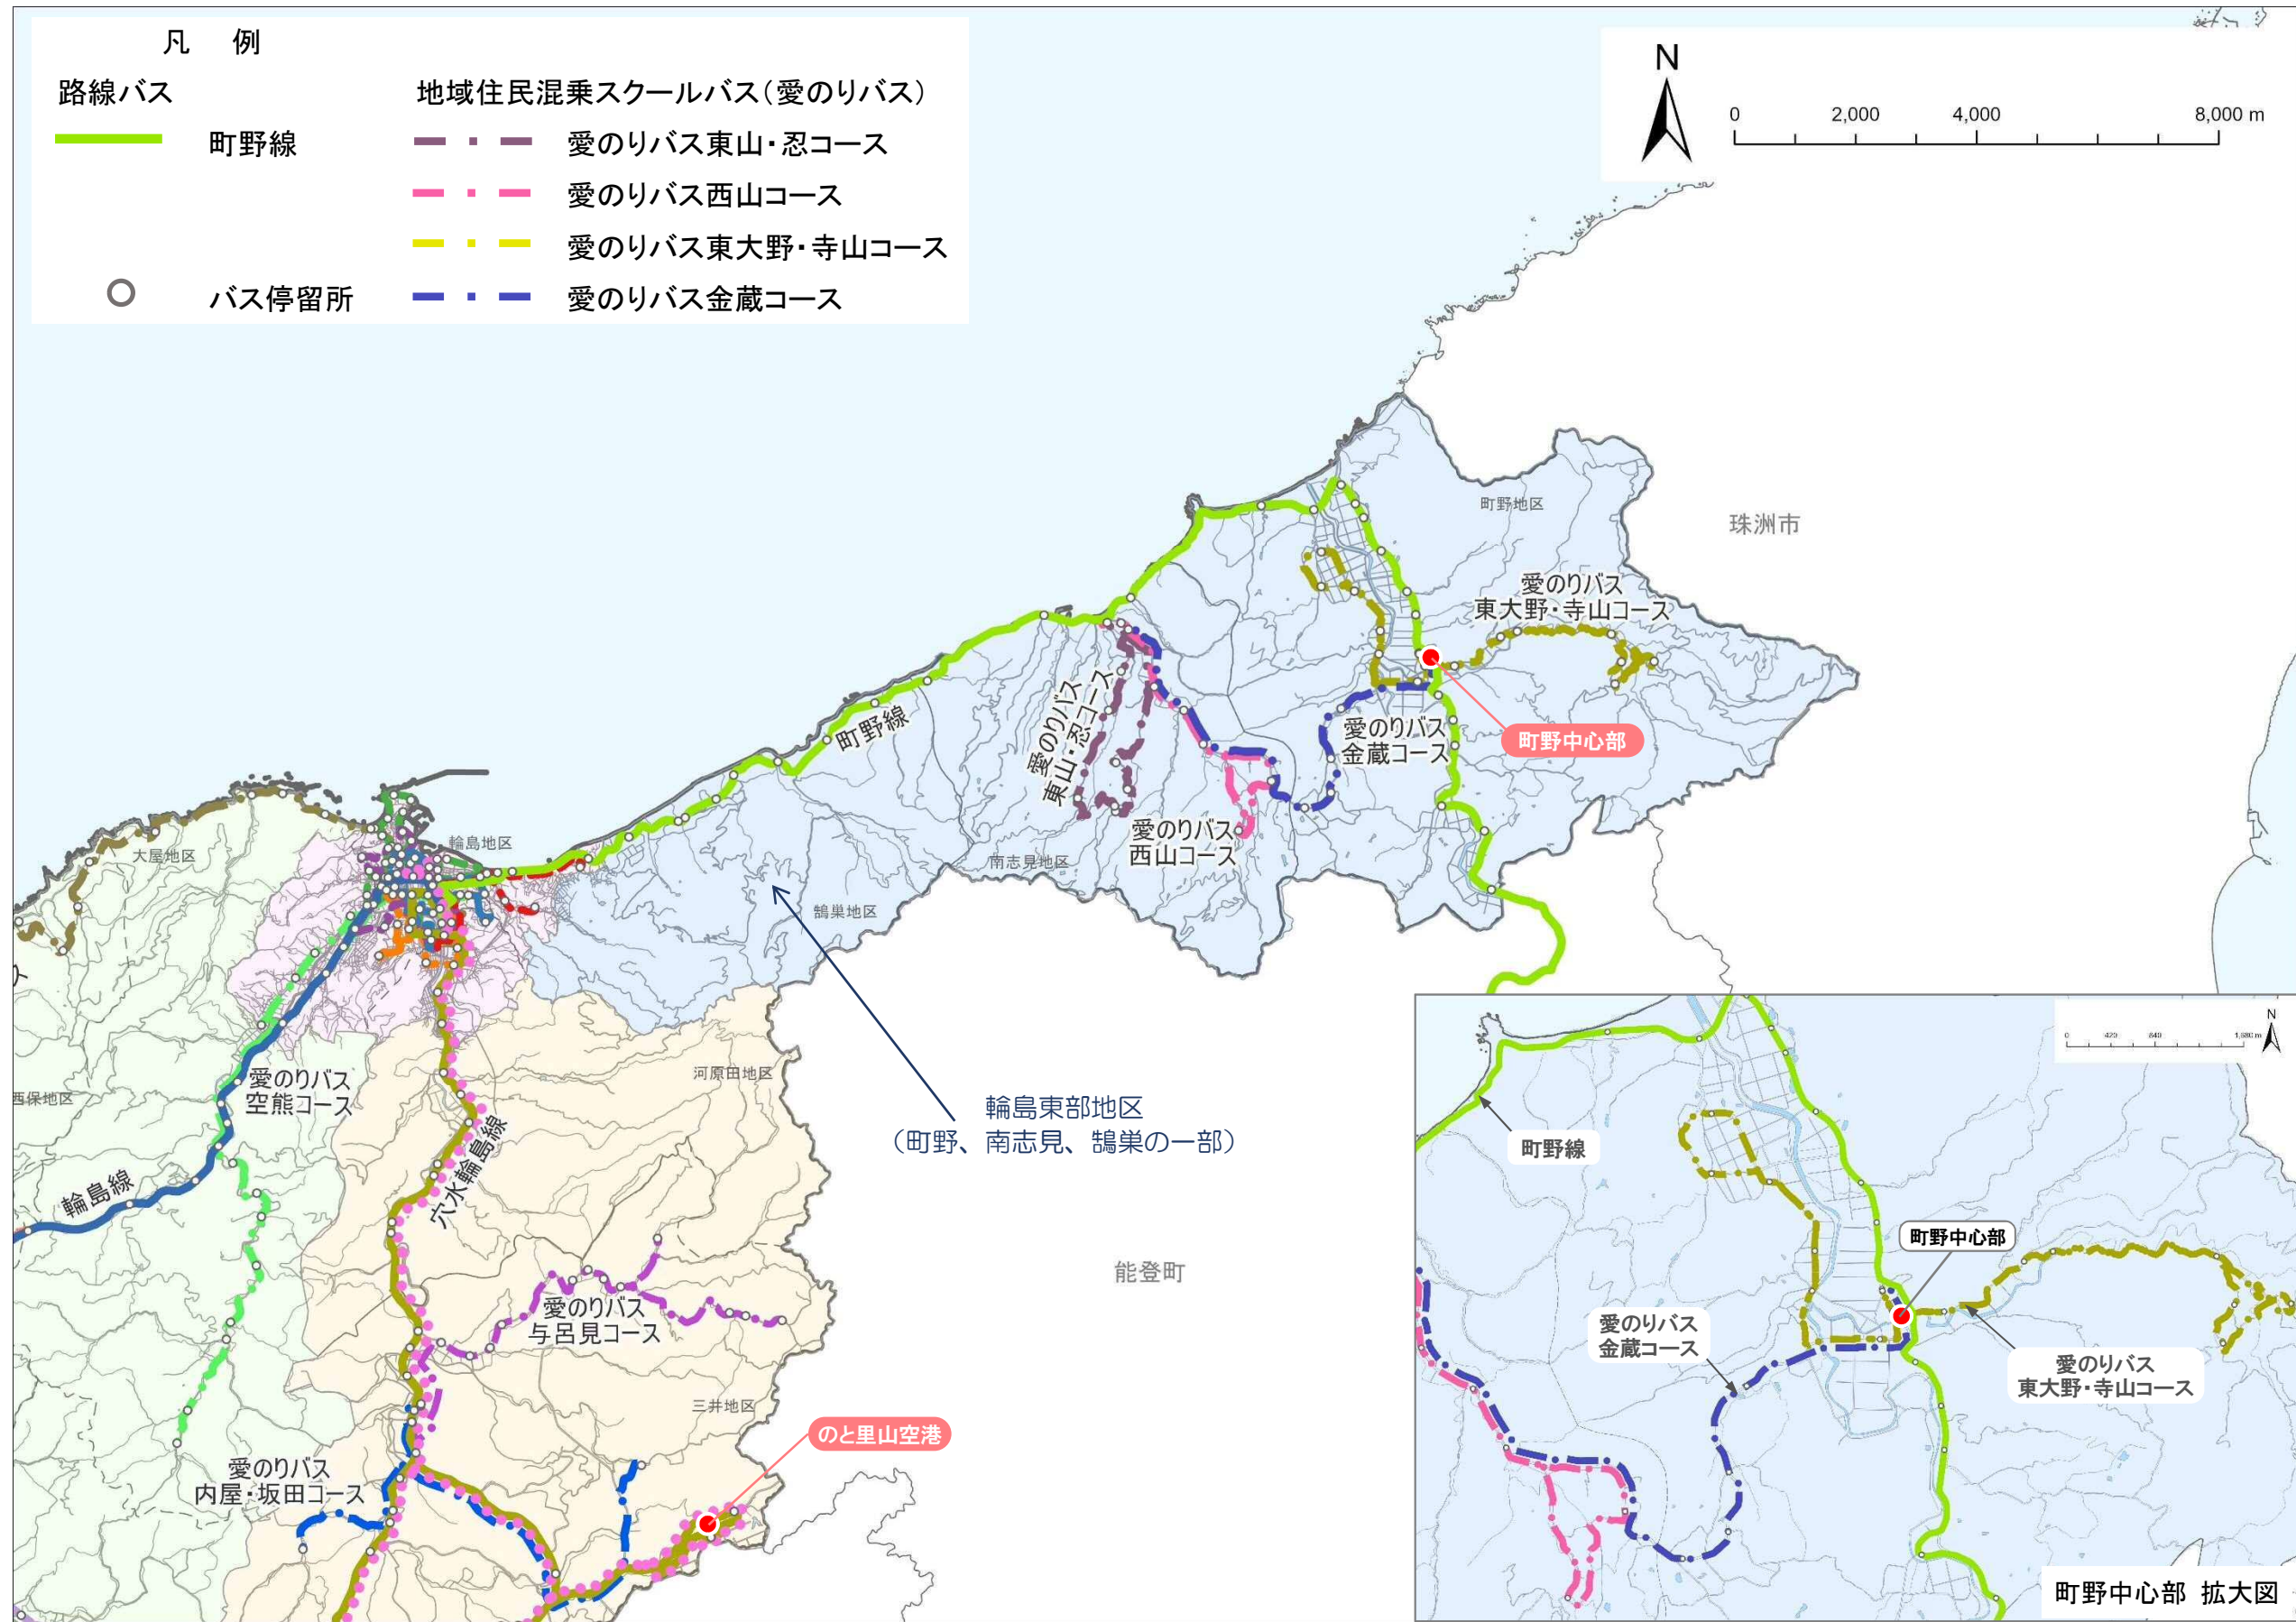 凡 例
路線バス
地域住民混乗スクールバス(愛のりバス)
町野線
愛のりバス東山・忍コース
愛のりバス西山コース
愛のりバス東大野・寺山コース
バス停留所
愛のりバス金蔵コース
N
0 2,000 4,000 8,000 m
町野地区
珠洲市
愛のりバス
東大野・寺山コース
愛のりバス
東山・忍コース
町野線
愛のりバス
金蔵コース
町野中心部
愛のりバス
西山コース
輪島地区
大屋地区
南志見地区
鵠巣地区
西保地区
愛のりバス
空熊コース
河原田地区
輪島東部地区
(町野、南志見、鵠巣の一部)
輪島線
穴水輪島線
能登町
愛のりバス
与呂見コース
三井地区
のと里山空港
愛のりバス
内屋・坂田コース
N
0 420 840 1,680 m
町野線
町野中心部
愛のりバス
金蔵コース
愛のりバス
東大野・寺山コース
町野中心部 拡大図